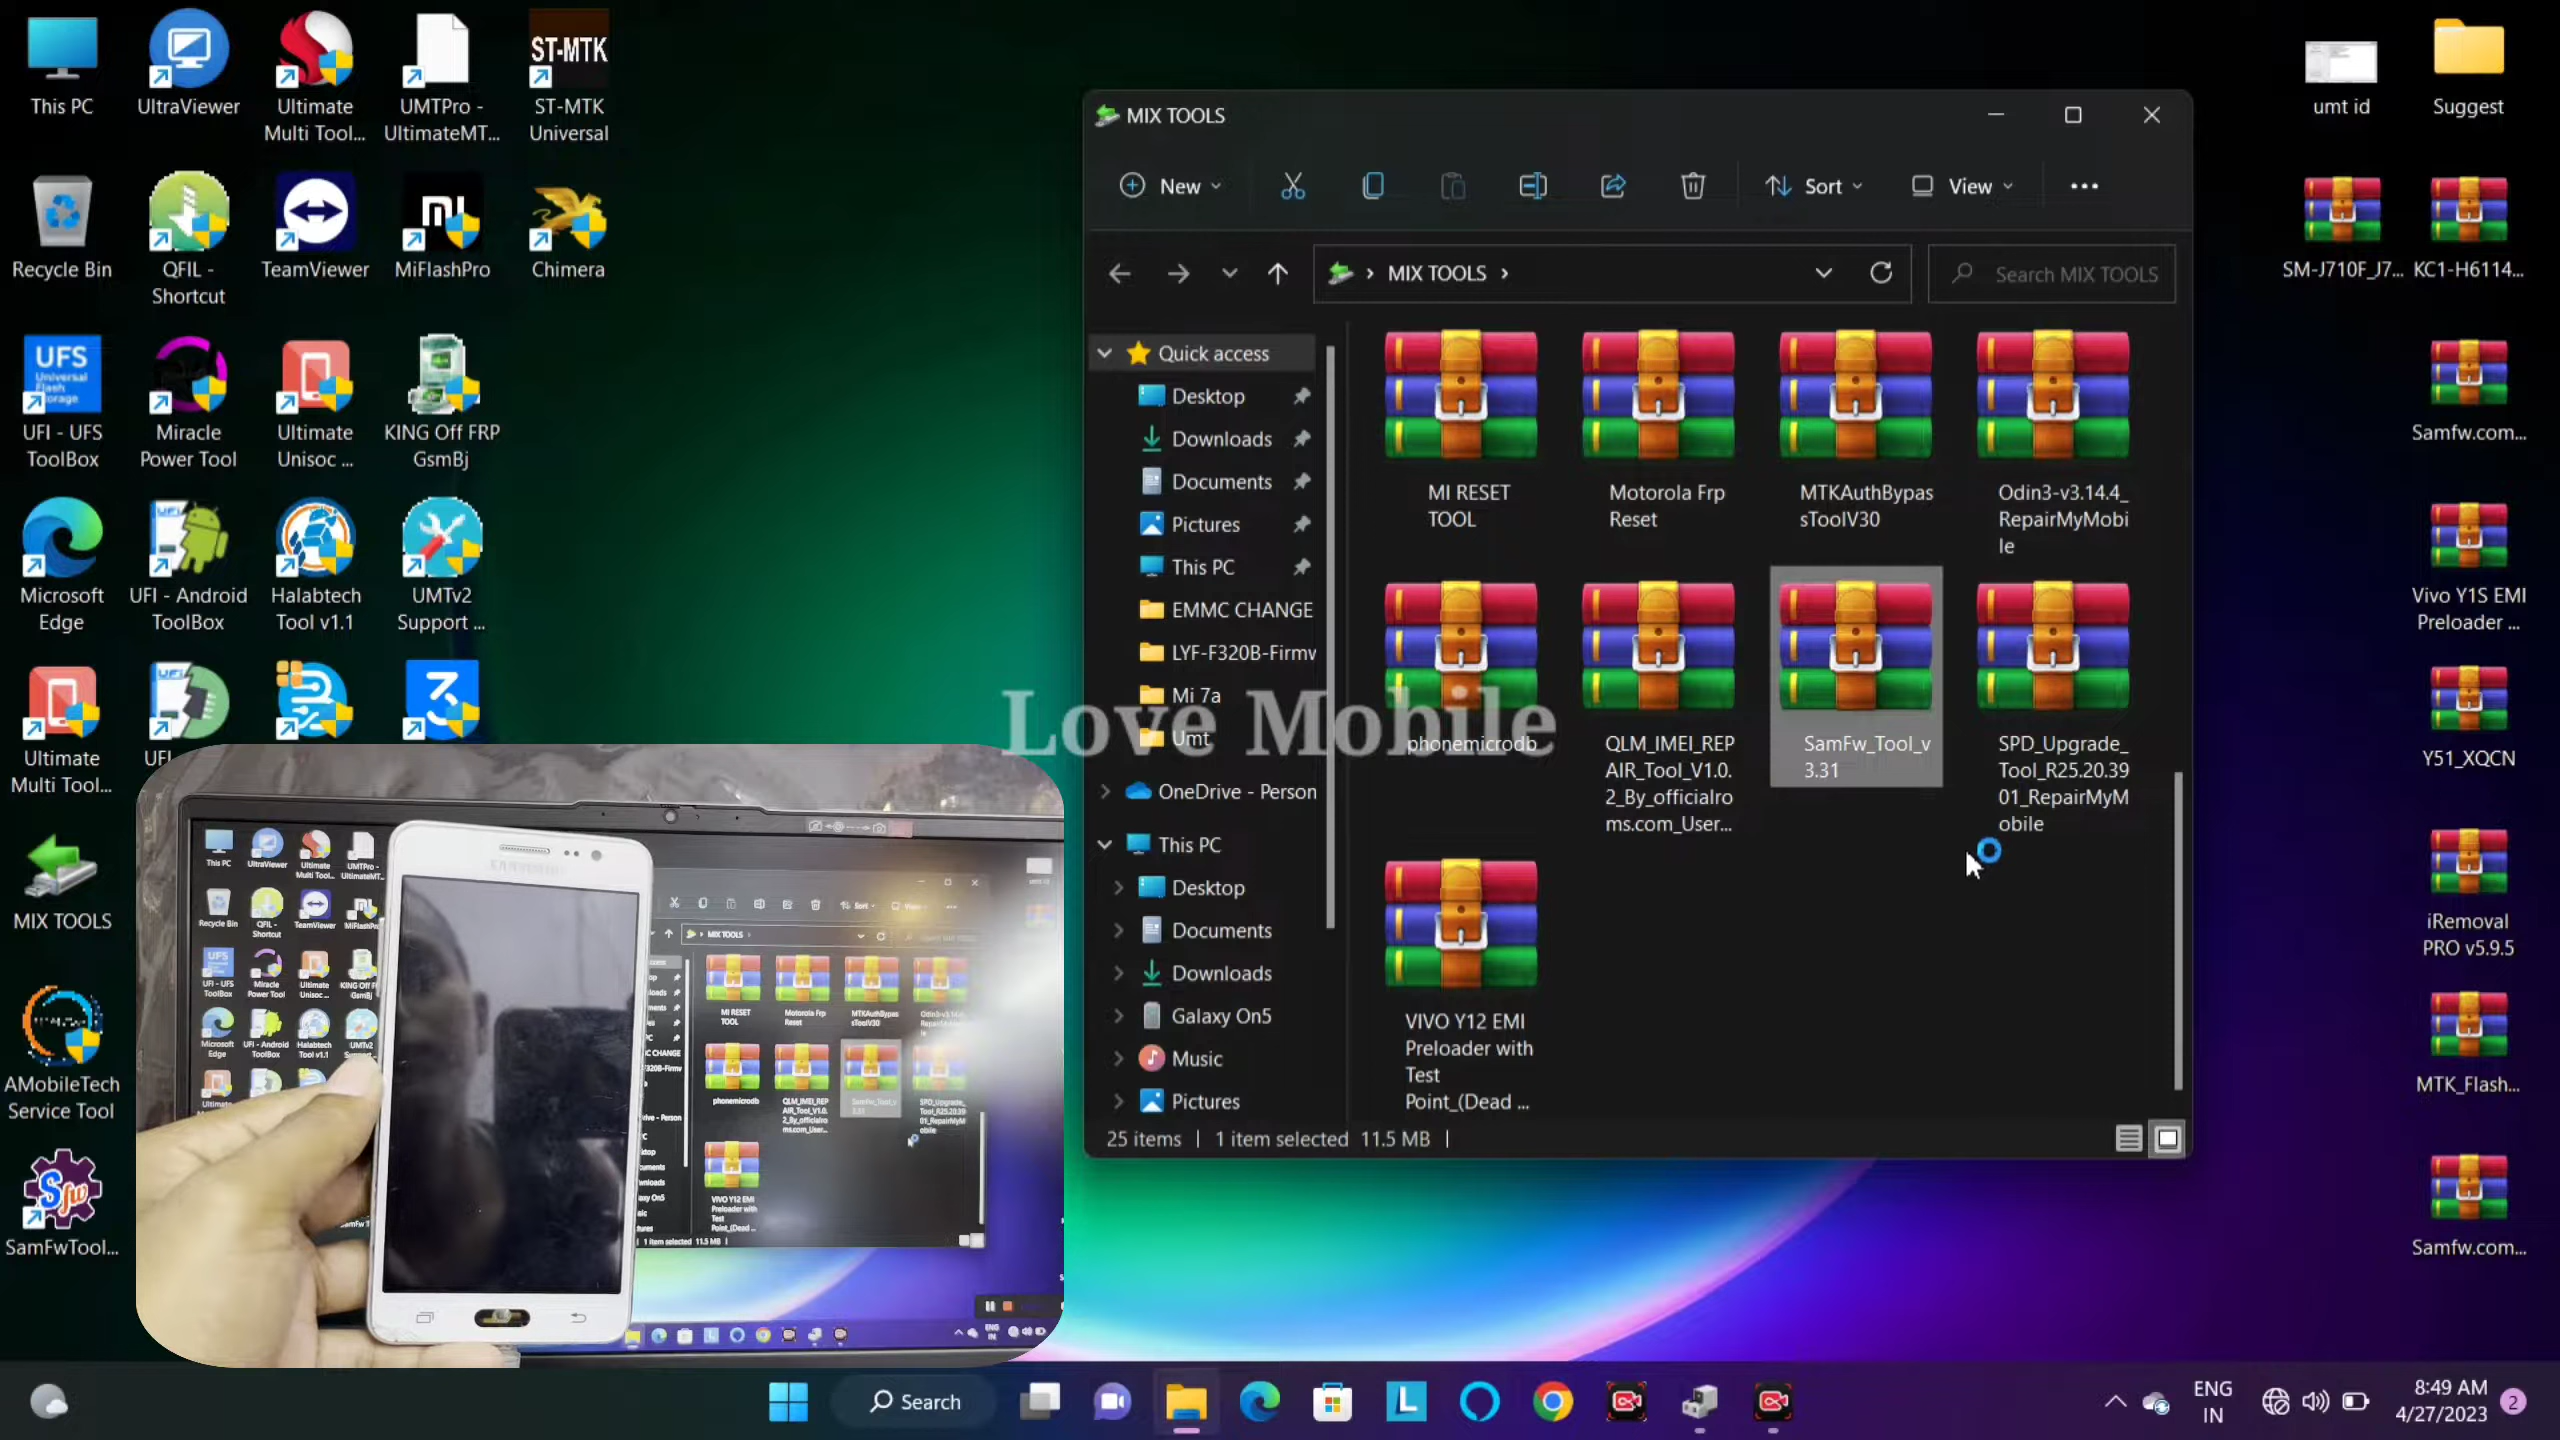 This PC
UltraViewer
Ultimate
Multi Tool...
UMTPro -
UltimateMT...
ST-MTK
ST-MTK
Universal
Recycle Bin
QFIL -
Shortcut
TeamViewer
MiFlashPro
Chimera
UFS
Universal
Flash
Storage
UFI - UFS
ToolBox
Miracle
Power Tool
Ultimate
Unisoc ...
KING Off FRP
GsmBj
Microsoft
Edge
UFI - Android
ToolBox
Halabtech
Tool v1.1
UMTv2
Support ...
Ultimate
Multi Tool...
MIX TOOLS
AMobileTech
Service Tool
SamFwTool...
MIX TOOLS
New
Sort
View
MIX TOOLS
Search MIX TOOLS
Quick access
Desktop
Downloads
Documents
Pictures
This PC
EMMC CHANGE
LYF-F320B-Firmw
Mi 7a
Umt
OneDrive - Person
This PC
Desktop
Documents
Downloads
Galaxy On5
Music
Pictures
MI RESET
TOOL
Motorola Frp
Reset
MTKAuthBypas
sToolV30
Odin3-v3.14.4_
RepairMyMobi
le
phonemicrodb
QLM_IMEI_REP
AIR_Tool_V1.0.
2_By_officialro
ms.com_User...
SamFw_Tool_v
3.31
SPD_Upgrade_
Tool_R25.20.39
01_RepairMyM
obile
VIVO Y12 EMI
Preloader with
Test
Point_(Dead ...
25 items
1 item selected 11.5 MB
Love Mobile
umt id
Suggest
SM-J710F_J7...
KC1-H6114...
Samfw.com...
Vivo Y1S EMI
Preloader ...
Y51_XQCN
iRemoval
PRO v5.9.5
MTK_Flash...
Samfw.com...
Search
ENG
IN
8:49 AM
4/27/2023
2